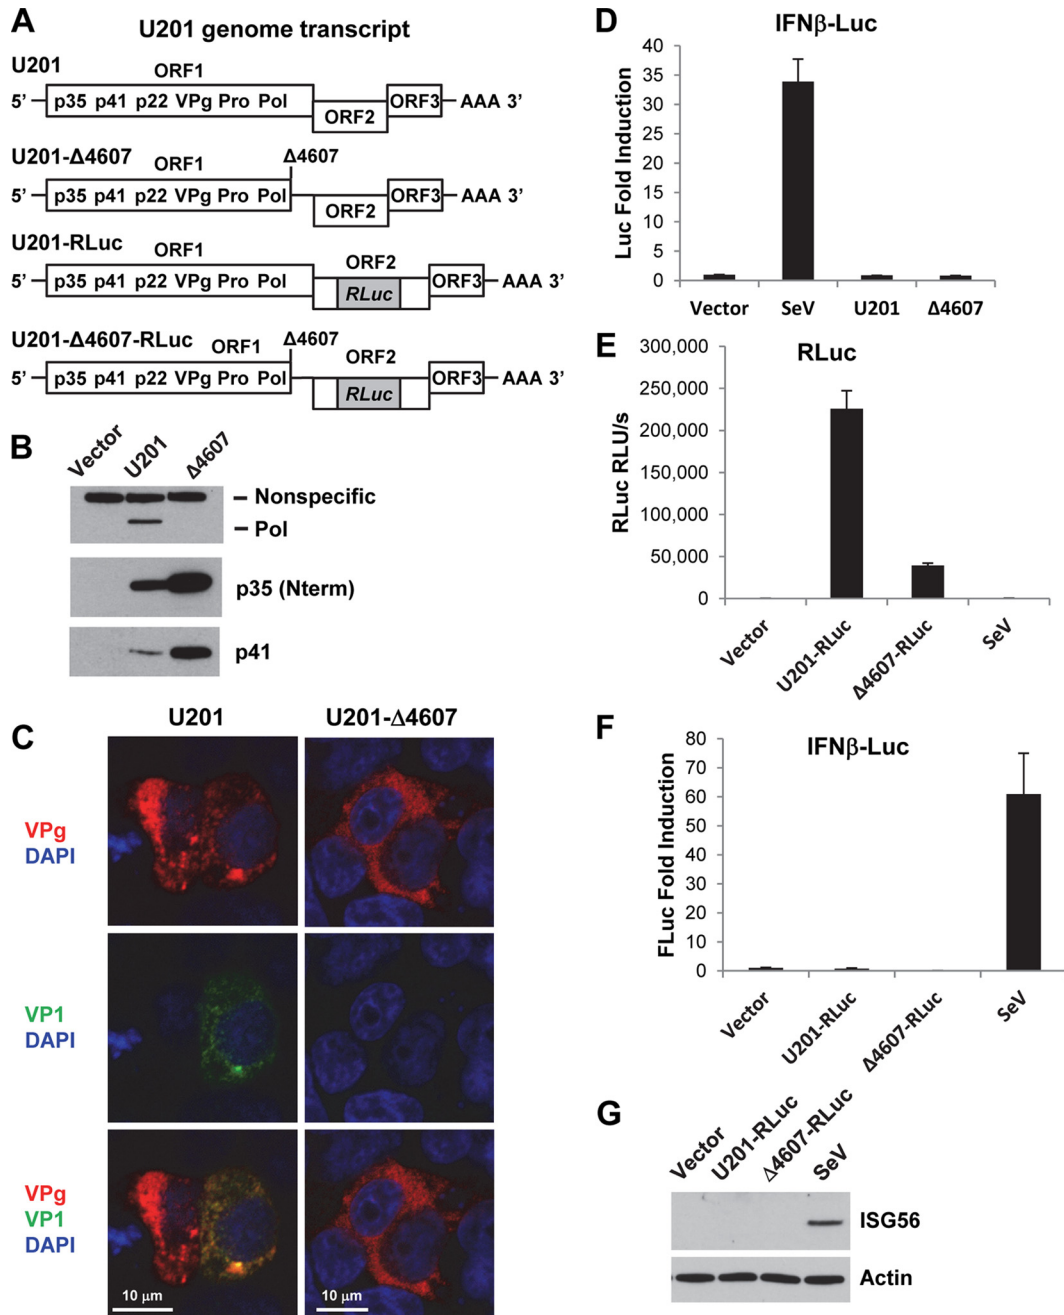 A
U201 genome transcript
U201
ORF1
5' p35 p41 p22 VPg Pro Pol ORF2 ORF3 AAA 3'
U201-Δ4607
ORF1 Δ4607
5' p35 p41 p22 VPg Pro Pol ORF2 ORF3 AAA 3'
U201-RLuc
ORF1 ORF2
5' p35 p41 p22 VPg Pro Pol RLuc ORF3 AAA 3'
U201-Δ4607-RLuc
ORF1 Δ4607 ORF2
5' p35 p41 p22 VPg Pro Pol RLuc ORF3 AAA 3'
B
Vector U201 Δ4607
– Nonspecific
– Pol
p35 (Nterm)
p41
C
U201 U201-Δ4607
VPg
DAPI
VP1
DAPI
VPg
VP1
DAPI
10 μm 10 μm
D
IFNβ-Luc
Luc Fold Induction
40
35
30
25
20
15
10
5
0
Vector SeV U201 Δ4607
E
RLuc
RLuc RLU/s
300,000
250,000
200,000
150,000
100,000
50,000
0
Vector U201-RLuc Δ4607-RLuc SeV
F
IFNβ-Luc
FLuc Fold Induction
80
70
60
50
40
30
20
10
0
Vector U201-RLuc Δ4607-RLuc SeV
G
Vector U201-RLuc Δ4607-RLuc SeV
ISG56
Actin